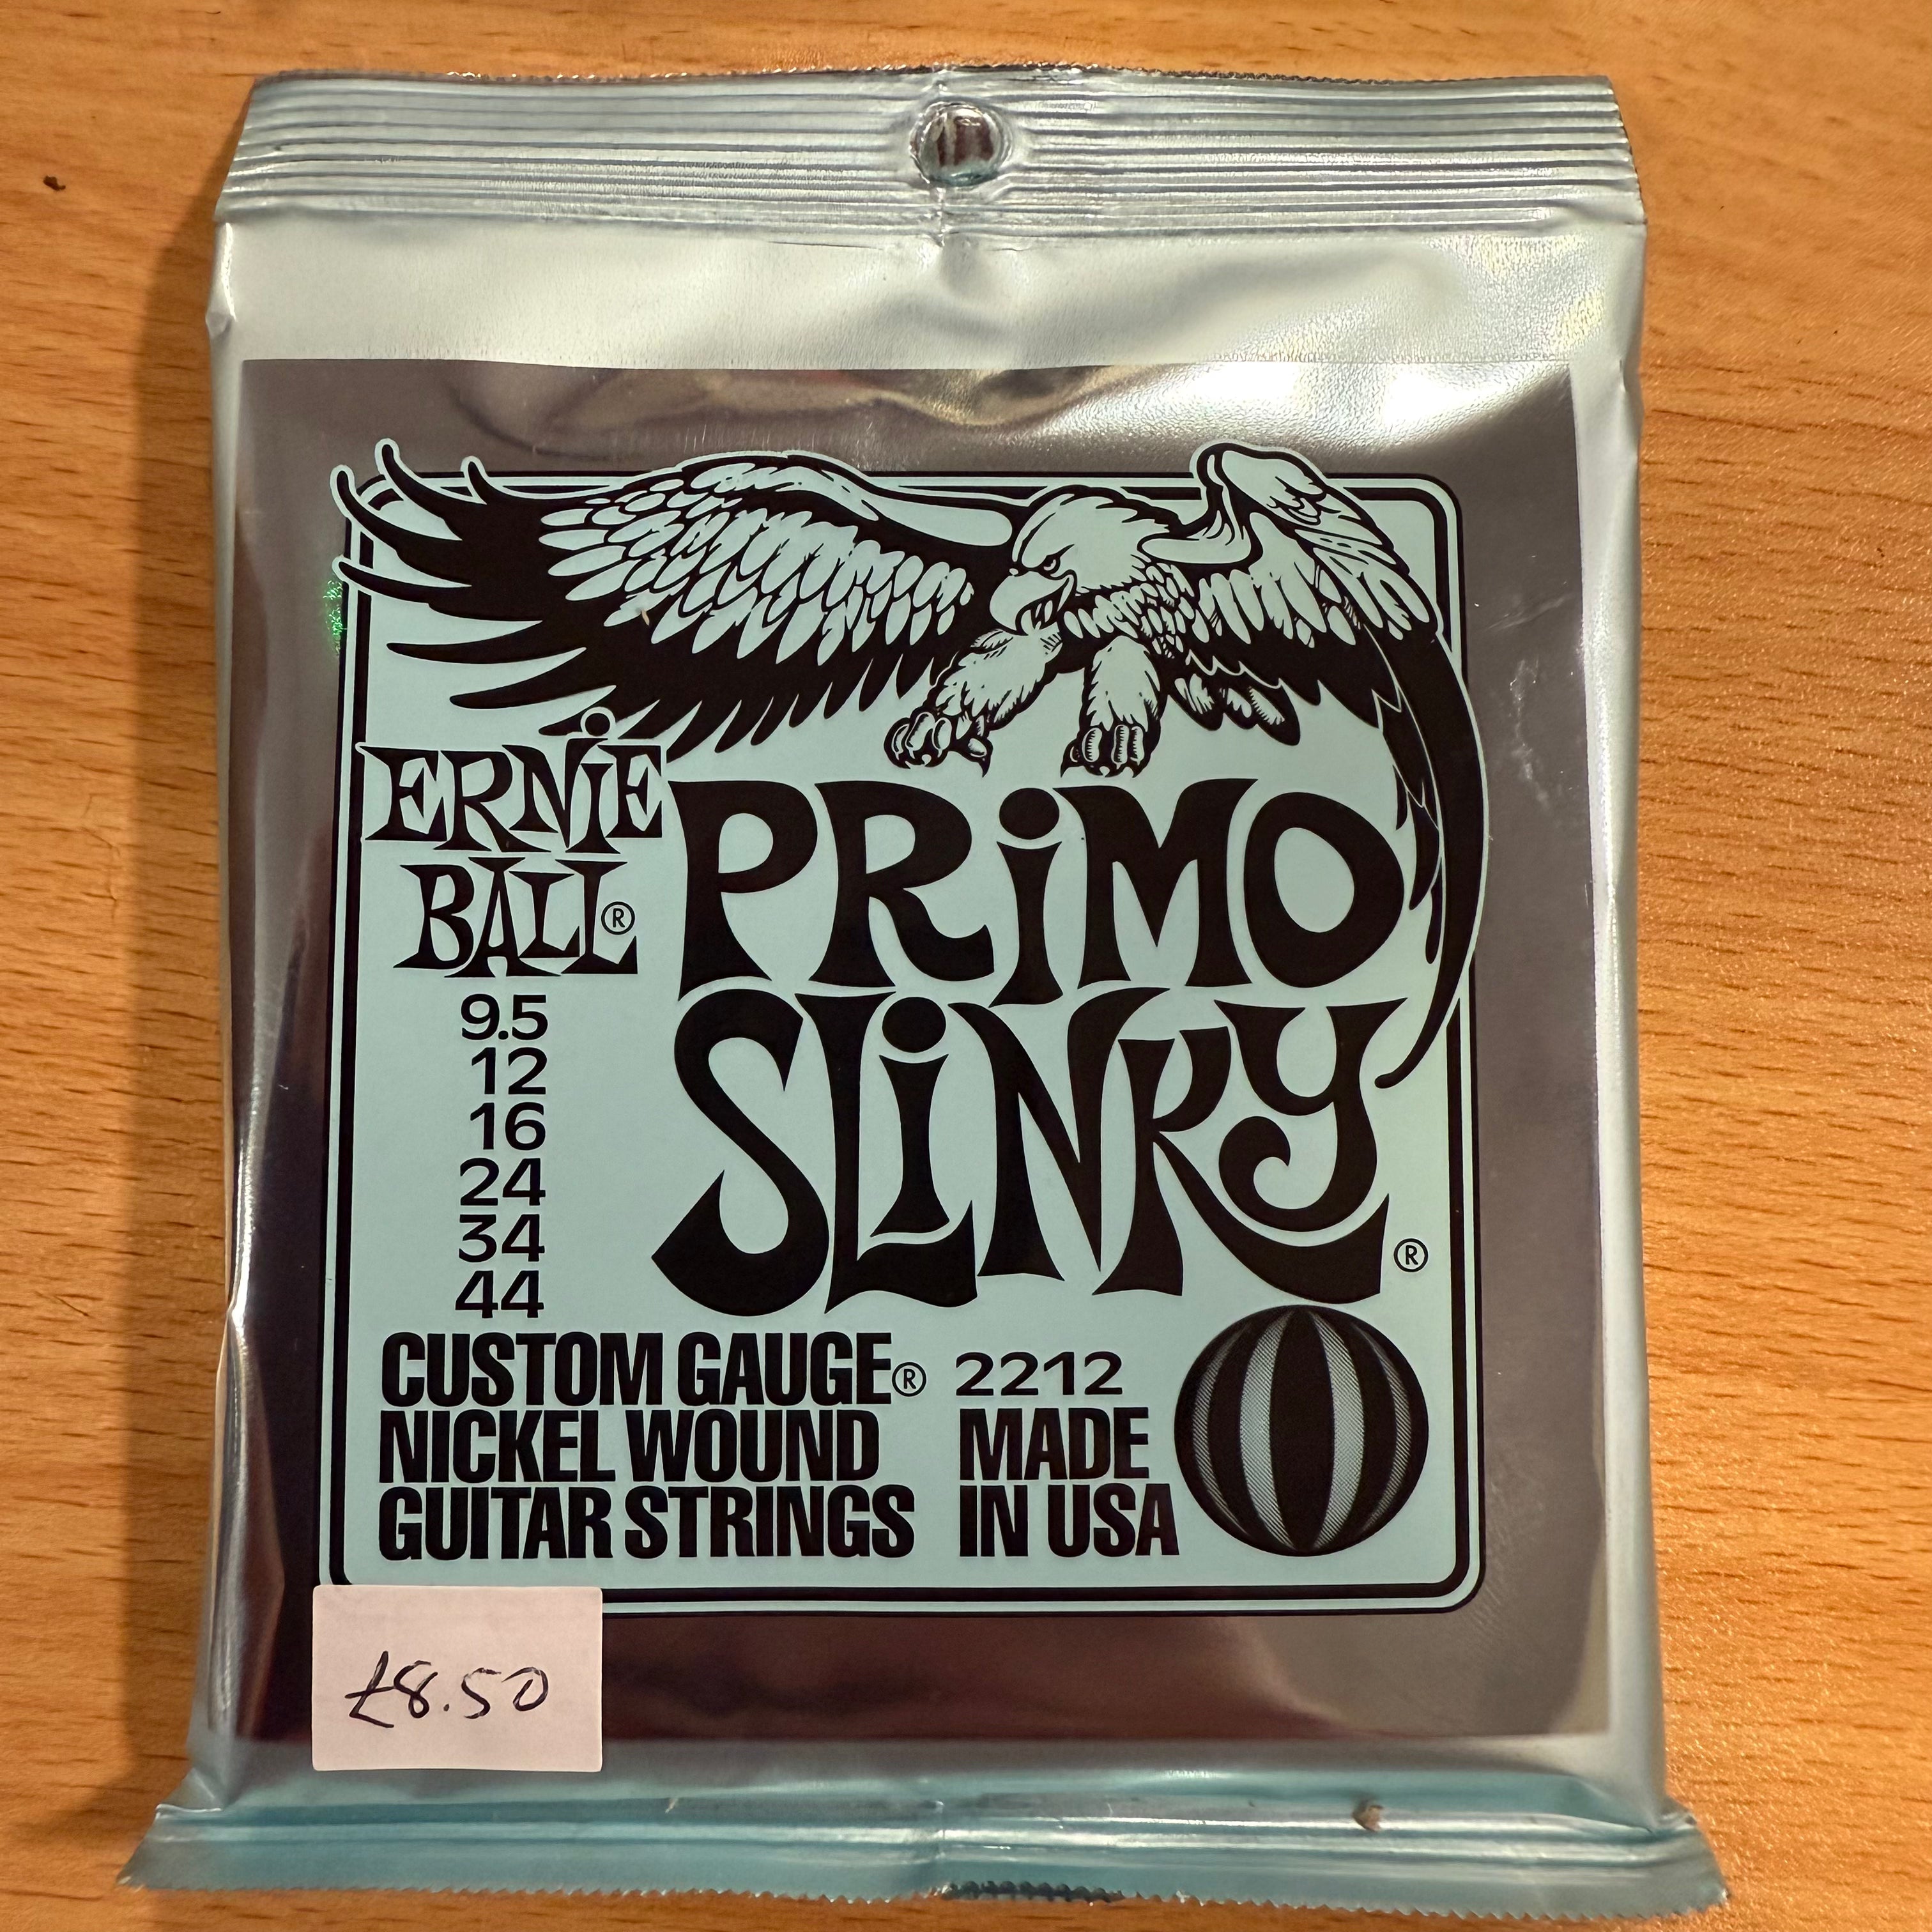 ERNiE
BALL®
PRiMO
SLiNKY®
9.5
12
16
24
34
44
CUSTOM GAUGE®
NICKEL WOUND
GUITAR STRINGS
2212
MADE
IN USA
£8.50